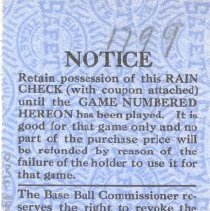 1799
NOTICE
Retain possession of this RAIN
CHECK (with coupon attached)
until the GAME NUMBERED
HEREON has been played. It is
good for that game only and no
part of the purchase price will
be refunded by reason of the
failure of the holder to use it for
that game.
The Base Ball Commissioner re-
serves the right to revoke the